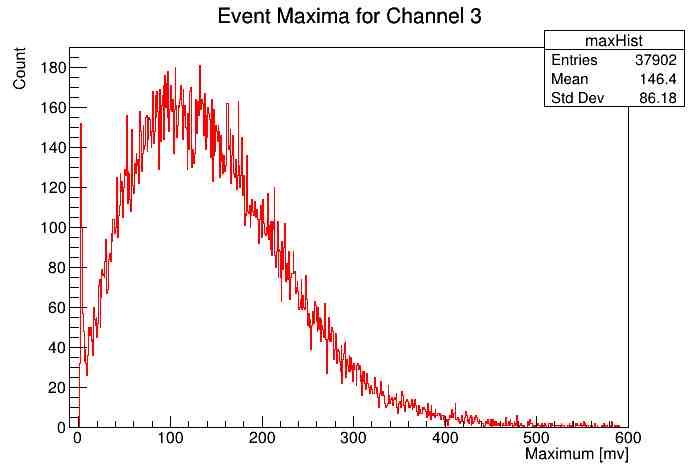 Event Maxima for Channel 3
maxHist
Entries 37902
Mean 146.4
Std Dev 86.18
Count
180
160
140
120
100
80
60
40
20
0
0 100 200 300 400 500 600
Maximum [mv]